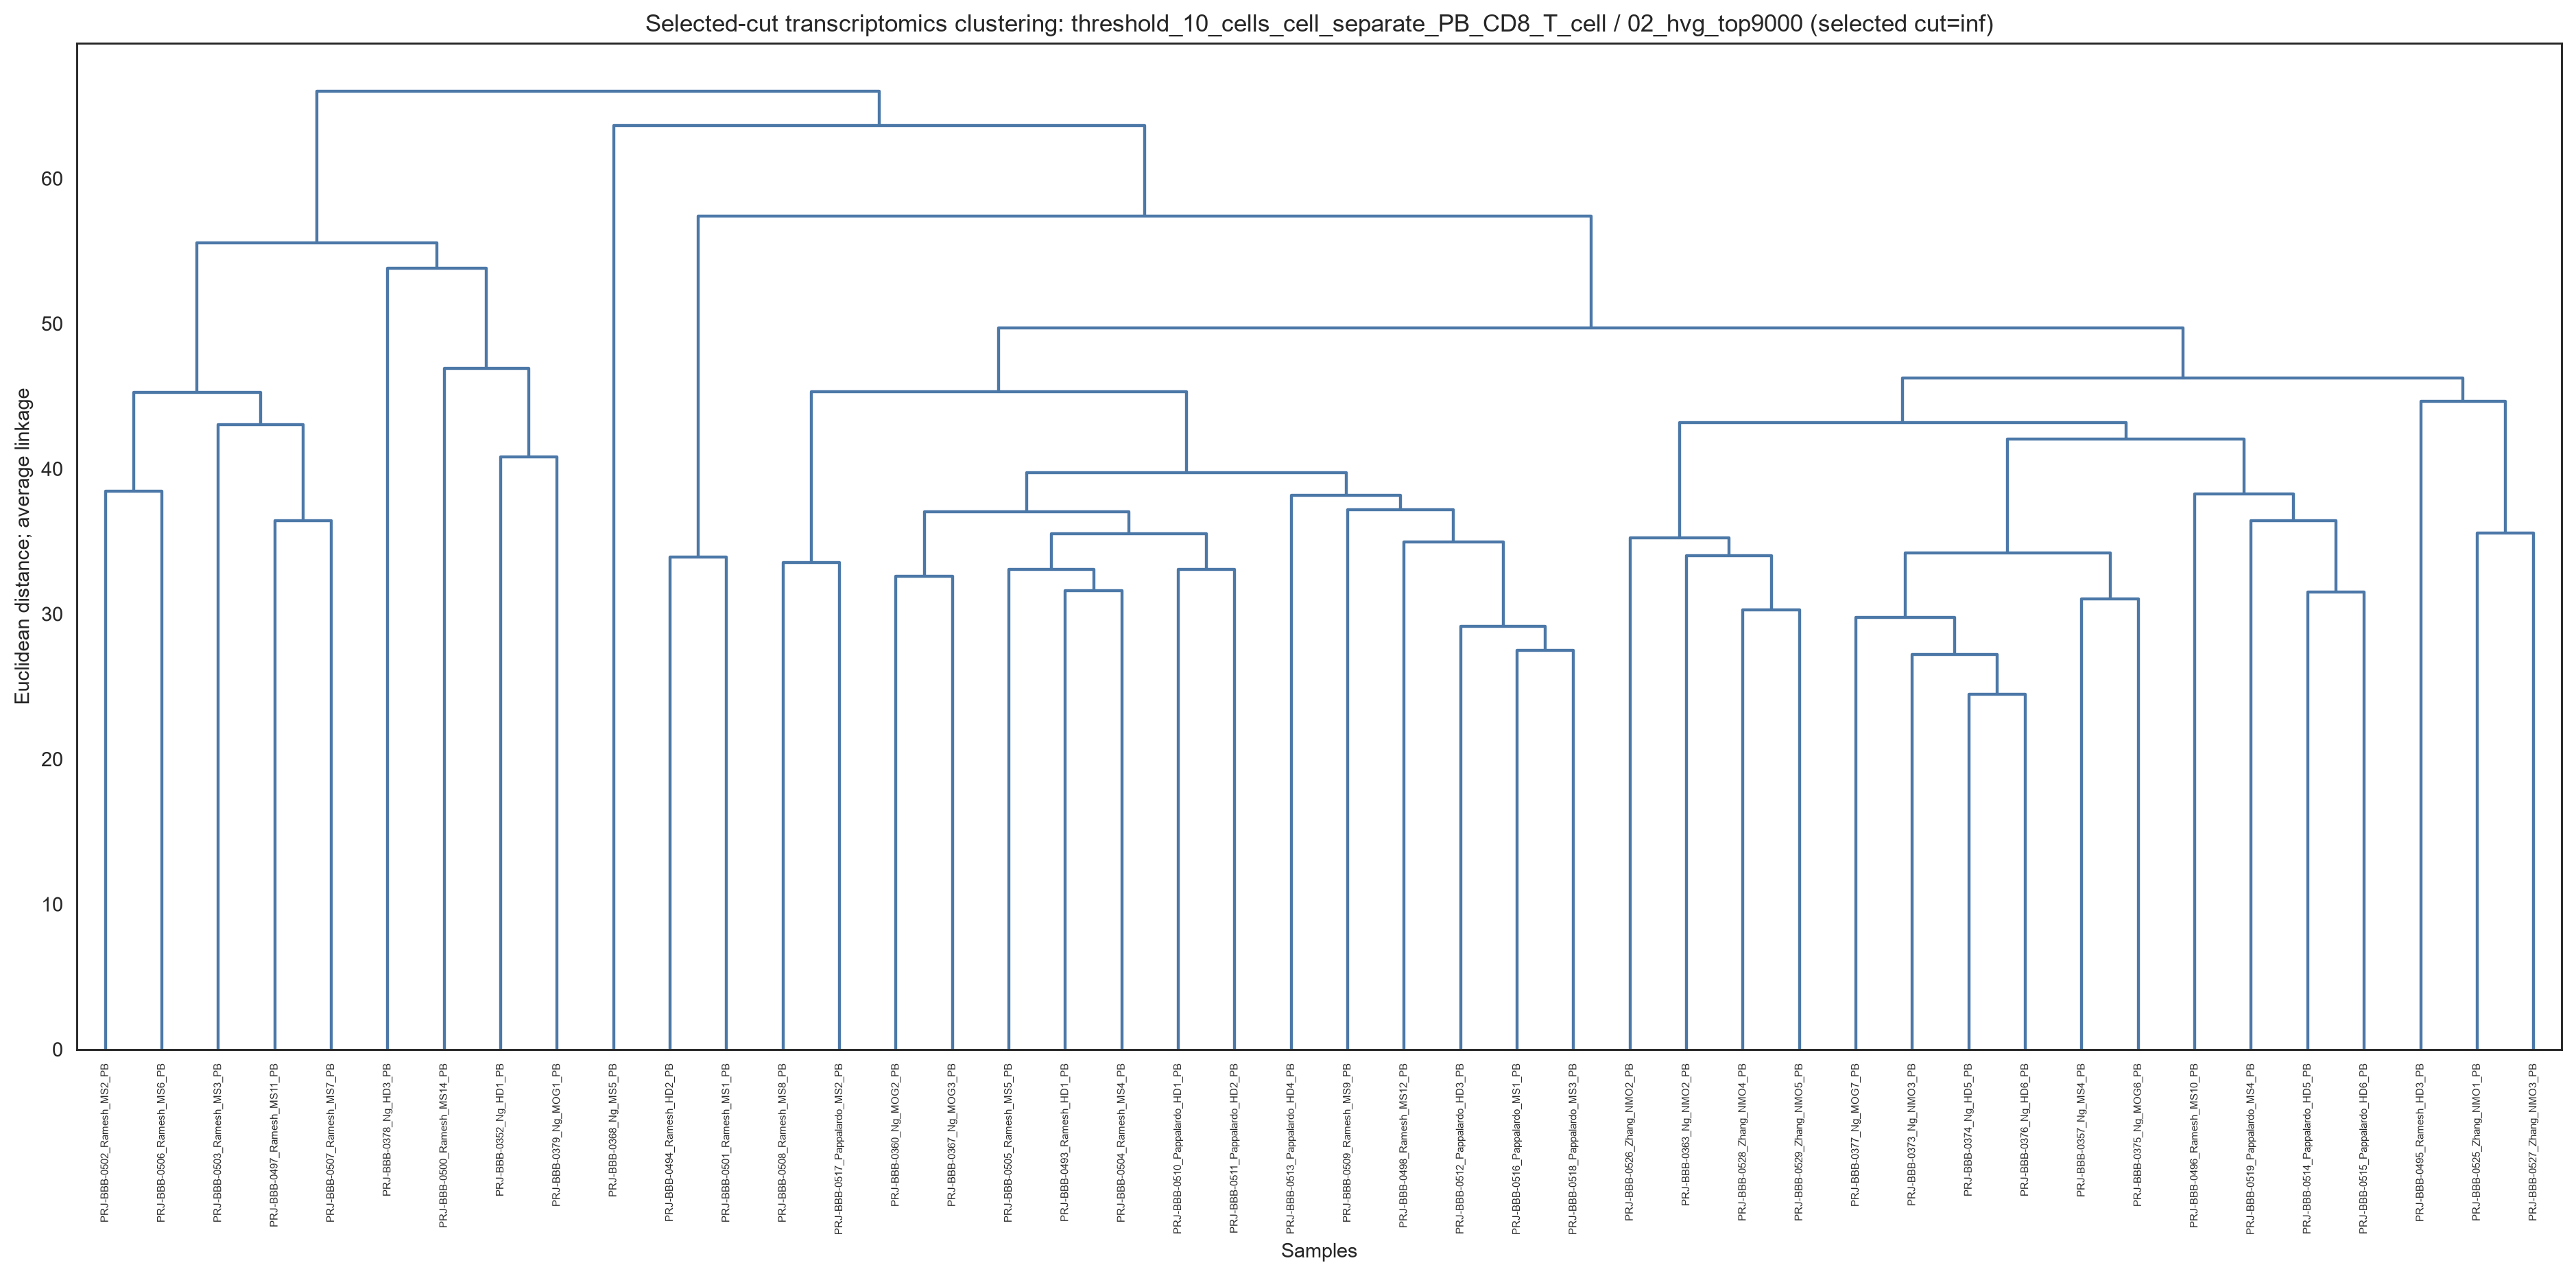 Selected-cut transcriptomics clustering: threshold_10_cells_cell_separate_PB_CD8_T_cell / 02_hvg_top9000 (selected cut=inf)
Euclidean distance; average linkage
60
50
40
30
20
10
0
PRJ-BBB-0502_Ramesh_MS2_PB
PRJ-BBB-0506_Ramesh_MS6_PB
PRJ-BBB-0503_Ramesh_MS3_PB
PRJ-BBB-0497_Ramesh_MS11_PB
PRJ-BBB-0507_Ramesh_MS7_PB
PRJ-BBB-0378_Ng_HD3_PB
PRJ-BBB-0500_Ramesh_MS14_PB
PRJ-BBB-0352_Ng_HD1_PB
PRJ-BBB-0379_Ng_MOG1_PB
PRJ-BBB-0368_Ng_MS5_PB
PRJ-BBB-0494_Ramesh_HD2_PB
PRJ-BBB-0501_Ramesh_MS1_PB
PRJ-BBB-0508_Ramesh_MS8_PB
PRJ-BBB-0517_Pappalardo_MS2_PB
PRJ-BBB-0360_Ng_MOG2_PB
PRJ-BBB-0367_Ng_MOG3_PB
PRJ-BBB-0505_Ramesh_MS5_PB
PRJ-BBB-0493_Ramesh_HD1_PB
PRJ-BBB-0504_Ramesh_MS4_PB
PRJ-BBB-0510_Pappalardo_HD1_PB
PRJ-BBB-0511_Pappalardo_HD2_PB
PRJ-BBB-0513_Pappalardo_HD4_PB
PRJ-BBB-0509_Ramesh_MS9_PB
PRJ-BBB-0498_Ramesh_MS12_PB
PRJ-BBB-0512_Pappalardo_HD3_PB
PRJ-BBB-0516_Pappalardo_MS1_PB
PRJ-BBB-0518_Pappalardo_MS3_PB
PRJ-BBB-0526_Zhang_NMO2_PB
PRJ-BBB-0363_Ng_NMO2_PB
PRJ-BBB-0528_Zhang_NMO4_PB
PRJ-BBB-0529_Zhang_NMO5_PB
PRJ-BBB-0377_Ng_MOG7_PB
PRJ-BBB-0373_Ng_NMO3_PB
PRJ-BBB-0374_Ng_HD5_PB
PRJ-BBB-0376_Ng_HD6_PB
PRJ-BBB-0357_Ng_MS4_PB
PRJ-BBB-0375_Ng_MOG6_PB
PRJ-BBB-0496_Ramesh_MS10_PB
PRJ-BBB-0519_Pappalardo_MS4_PB
PRJ-BBB-0514_Pappalardo_HD5_PB
PRJ-BBB-0515_Pappalardo_HD6_PB
PRJ-BBB-0495_Ramesh_HD3_PB
PRJ-BBB-0525_Zhang_NMO1_PB
PRJ-BBB-0527_Zhang_NMO3_PB
Samples